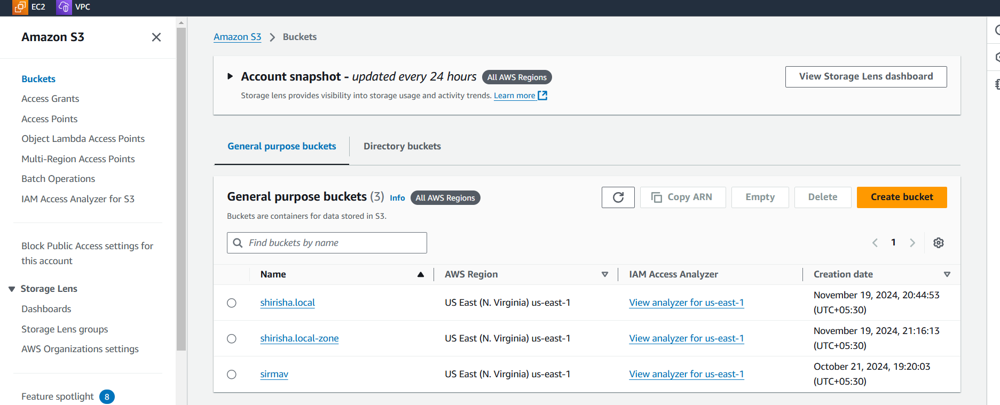 EC2 VPC
Amazon S3
Buckets
Access Grants
Access Points
Object Lambda Access Points
Multi-Region Access Points
Batch Operations
IAM Access Analyzer for S3
Block Public Access settings for
this account
Storage Lens
Dashboards
Storage Lens groups
AWS Organizations settings
Feature spotlight 8
Amazon S3 Buckets
Account snapshot - updated every 24 hours All AWS Regions
View Storage Lens dashboard
Storage lens provides visibility into storage usage and activity trends. Learn more
General purpose buckets Directory buckets
General purpose buckets (3) Info All AWS Regions
Copy ARN Empty Delete Create bucket
Buckets are containers for data stored in S3.
Find buckets by name
1
Name AWS Region IAM Access Analyzer Creation date
shirisha.local US East (N. Virginia) us-east-1 View analyzer for us-east-1 November 19, 2024, 20:44:53
(UTC+05:30)
shirisha.local-zone US East (N. Virginia) us-east-1 View analyzer for us-east-1 November 19, 2024, 21:16:13
(UTC+05:30)
sirmav US East (N. Virginia) us-east-1 View analyzer for us-east-1 October 21, 2024, 19:20:03
(UTC+05:30)